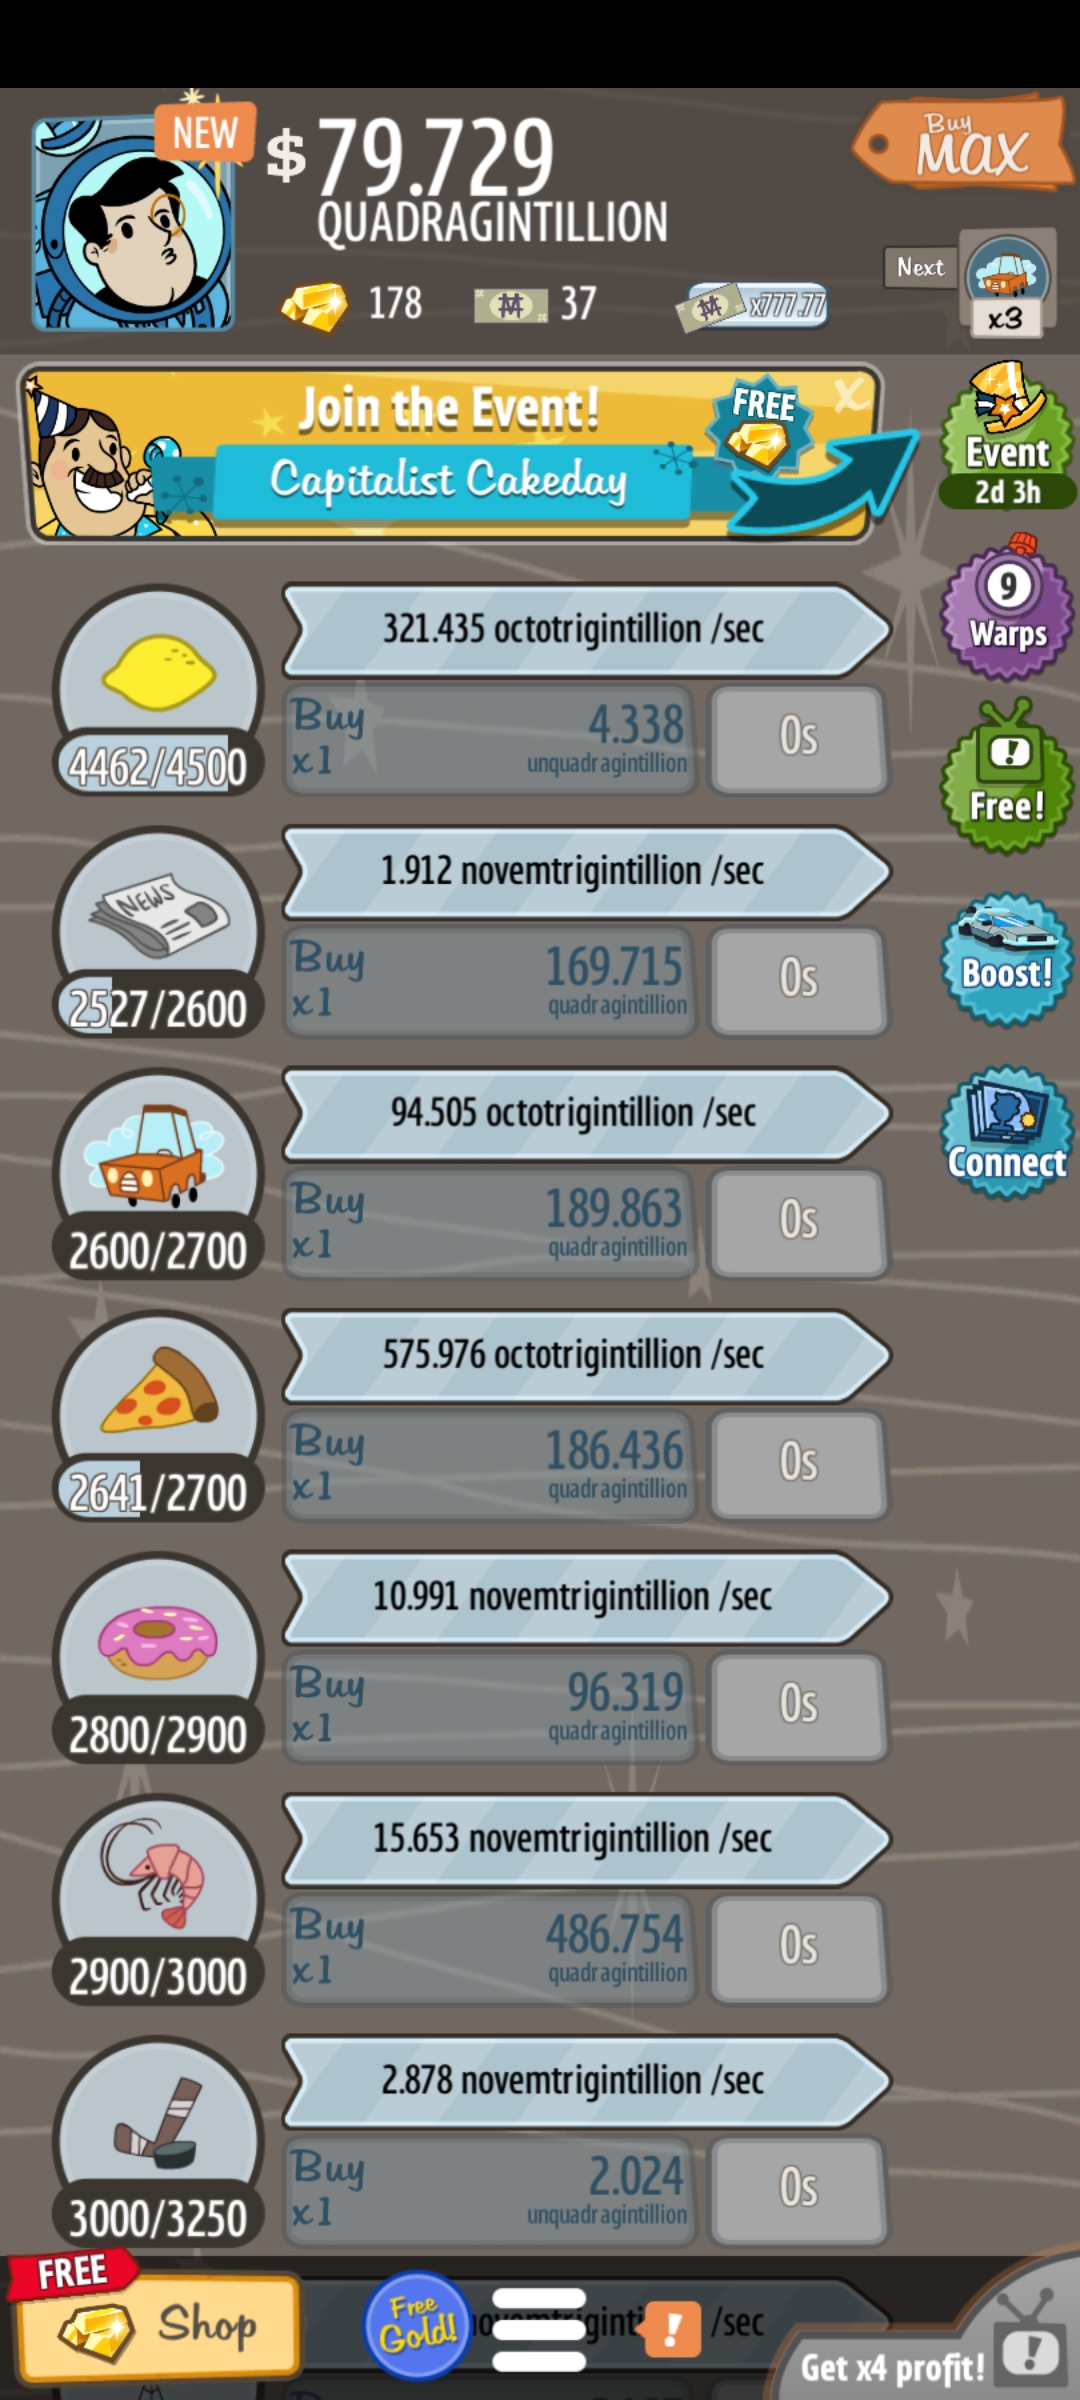 NEW
$79.729
QUADRAGINTILLION
Buy
MAX
178
37
x777.77
Next
x3
Join the Event!
FREE
x
Capitalist Cakeday
Event
2d 3h
321.435 octotrigintillion /sec
9
Warps
Buy
x1
4.338
unquadragintillion
0s
4462/4500
Free!
1.912 novemtrigintillion /sec
NEWS
Buy
x1
169.715
quadragintillion
0s
2527/2600
Boost!
94.505 octotrigintillion /sec
Connect
Buy
x1
189.863
quadragintillion
0s
2600/2700
575.976 octotrigintillion /sec
Buy
x1
186.436
quadragintillion
0s
2641/2700
10.991 novemtrigintillion /sec
Buy
x1
96.319
quadragintillion
0s
2800/2900
15.653 novemtrigintillion /sec
Buy
x1
486.754
quadragintillion
0s
2900/3000
2.878 novemtrigintillion /sec
Buy
x1
2.024
unquadragintillion
0s
3000/3250
FREE
Shop
Free
Gold!
!
/sec
Get x4 profit!